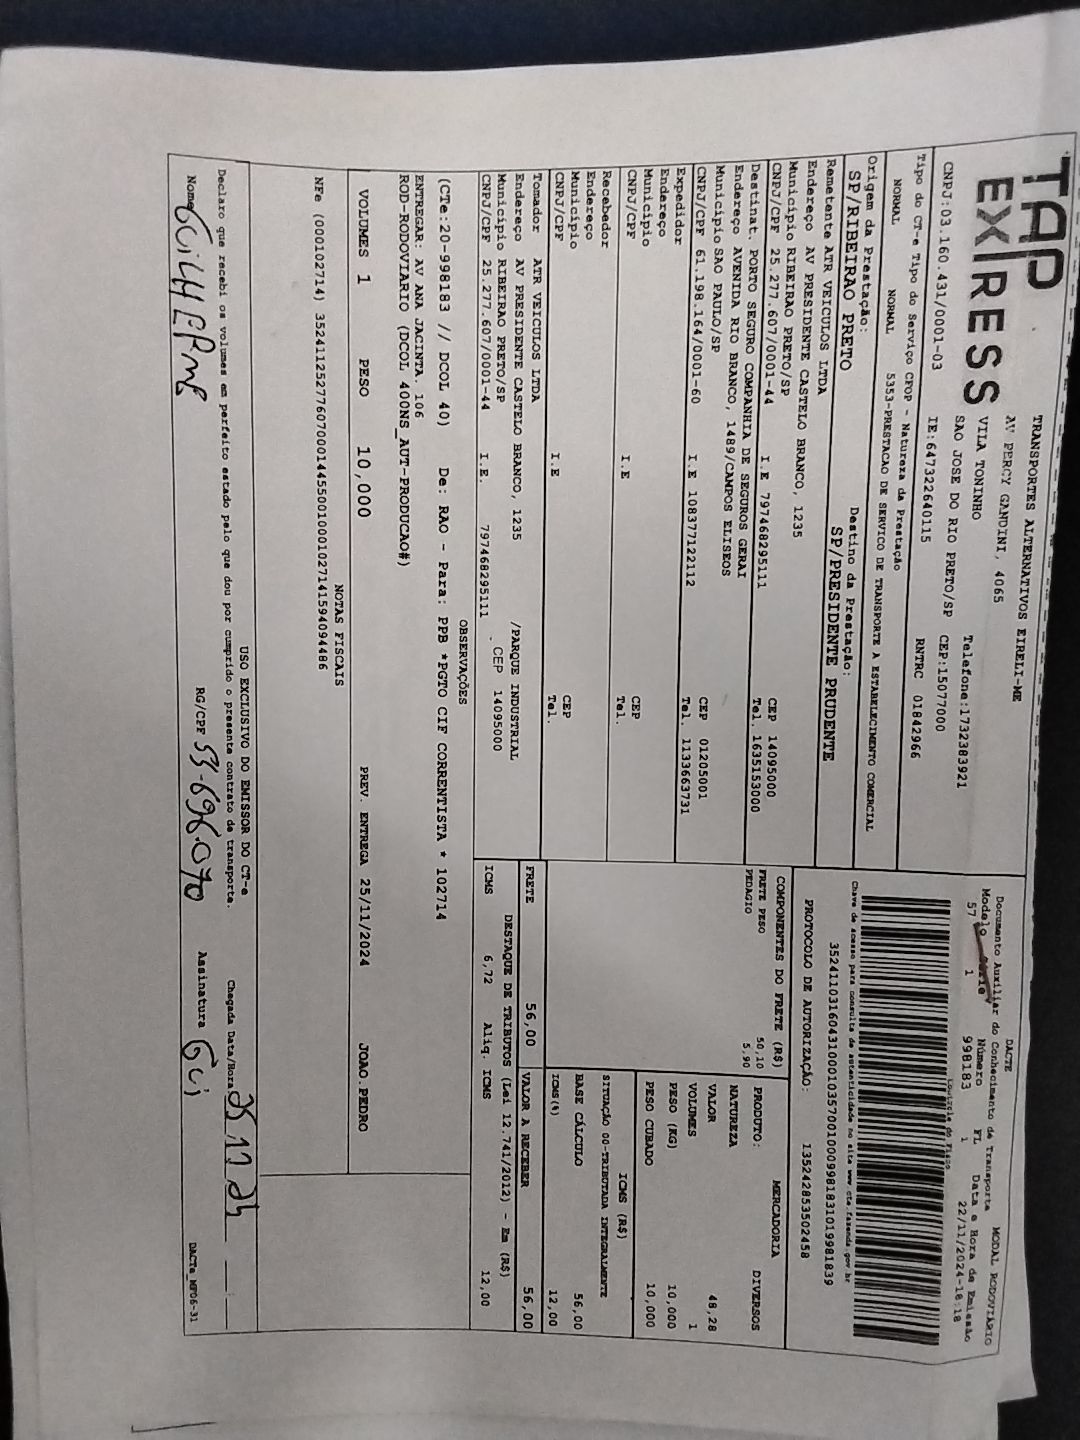 TAP
EXPRESS
TRANSPORTES ALTERNATIVOS EIRELI-ME
AV PERCY GANDINI, 4065
VILA TONINHO
SAO JOSE DO RIO PRETO/SP CEP:15077000
Telefone:1732383921
CNPJ:03.160.431/0001-03 IE:647322640115 RNTRC 01842966
Tipo do CT-e Tipo do Serviço CFOP - Natureza da Prestação
NORMAL NORMAL 5353-PRESTACAO DE SERVICO DE TRANSPORTE A ESTABELECIMENTO COMERCIAL
Origem da Prestação: Destino da Prestação:
SP/RIBEIRAO PRETO SP/PRESIDENTE PRUDENTE
Remetente ATR VEICULOS LTDA
Endereço AV PRESIDENTE CASTELO BRANCO, 1235
Municipio RIBEIRAO PRETO/SP CEP 14095000
CNPJ/CPF 25.277.607/0001-44 I.E 797468295111 Tel. 1635153000
Destinat. PORTO SEGURO COMPANHIA DE SEGUROS GERAI
Endereço AVENIDA RIO BRANCO, 1489/CAMPOS ELISEOS
Municipio SAO PAULO/SP CEP 01205001
CNPJ/CPF 61.198.164/0001-60 I.E 108377122112 Tel. 1133663731
Expedidor
Endereço
Municipio CEP
CNPJ/CPF I.E Tel.
Recebedor
Endereço
Municipio CEP
CNPJ/CPF I.E Tel.
Tomador ATR VEICULOS LTDA
Endereço AV PRESIDENTE CASTELO BRANCO, 1235 /PARQUE INDUSTRIAL
Municipio RIBEIRAO PRETO/SP CEP 14095000
CNPJ/CPF 25.277.607/0001-44 I.E. 797468295111
DACTE MODAL RODOVIÁRIO
Documento Auxiliar do Conhecimento de Transporte
Modelo Série Número FL Data e Hora de Emissão
57 1 998183 1 22/11/2024-18:18
Controle do Fisco
Chave de acesso para consulta de autenticidade no site www.cte.fazenda.gov.br
35241103160431000103570010009981831019981839
PROTOCOLO DE AUTORIZAÇÃO: 135242853502458
COMPONENTES DO FRETE (R$)
FRETE PESO 50,10
PEDAGIO 5,90
MERCADORIA
PRODUTO: DIVERSOS
NATUREZA
VALOR 48,28
VOLUMES 1
PESO (KG) 10,000
PESO CUBADO 10,000
ICMS (R$)
SITUAÇÃO 00-TRIBUTADA INTEGRALMENTE
BASE CÁLCULO 56,00
ICMS(%) 12,00
FRETE 56,00 VALOR A RECEBER 56,00
DESTAQUE DE TRIBUTOS (Lei 12.741/2012) - Em (R$)
ICMS 6,72 Aliq. ICMS 12,00
OBSERVAÇÕES
(CTe:20-998183 // DCOL 40) De: RAO - Para: PPB *PGTO CIF CORRENTISTA * 102714
ENTREGAR: AV ANA JACINTA. 106
ROD-RODOVIARIO (DCOL 400NS_AUT-PRODUCAO#)
VOLUMES 1 PESO 10,000 PREV. ENTREGA 25/11/2024 JOAO.PEDRO
NOTAS FISCAIS
NFe (000102714) 35241125277607000144550010001027141594094486
USO EXCLUSIVO DO EMISSOR DO CT-e
Declaro que recebi os volumes em perfeito estado pelo que dou por cumprido o presente contrato de transporte. Chegada Data/Hora 25 11 24
Nome GUILHERME RG/CPF 53-696.070 Assinatura Gui
DACTe_MF06-31